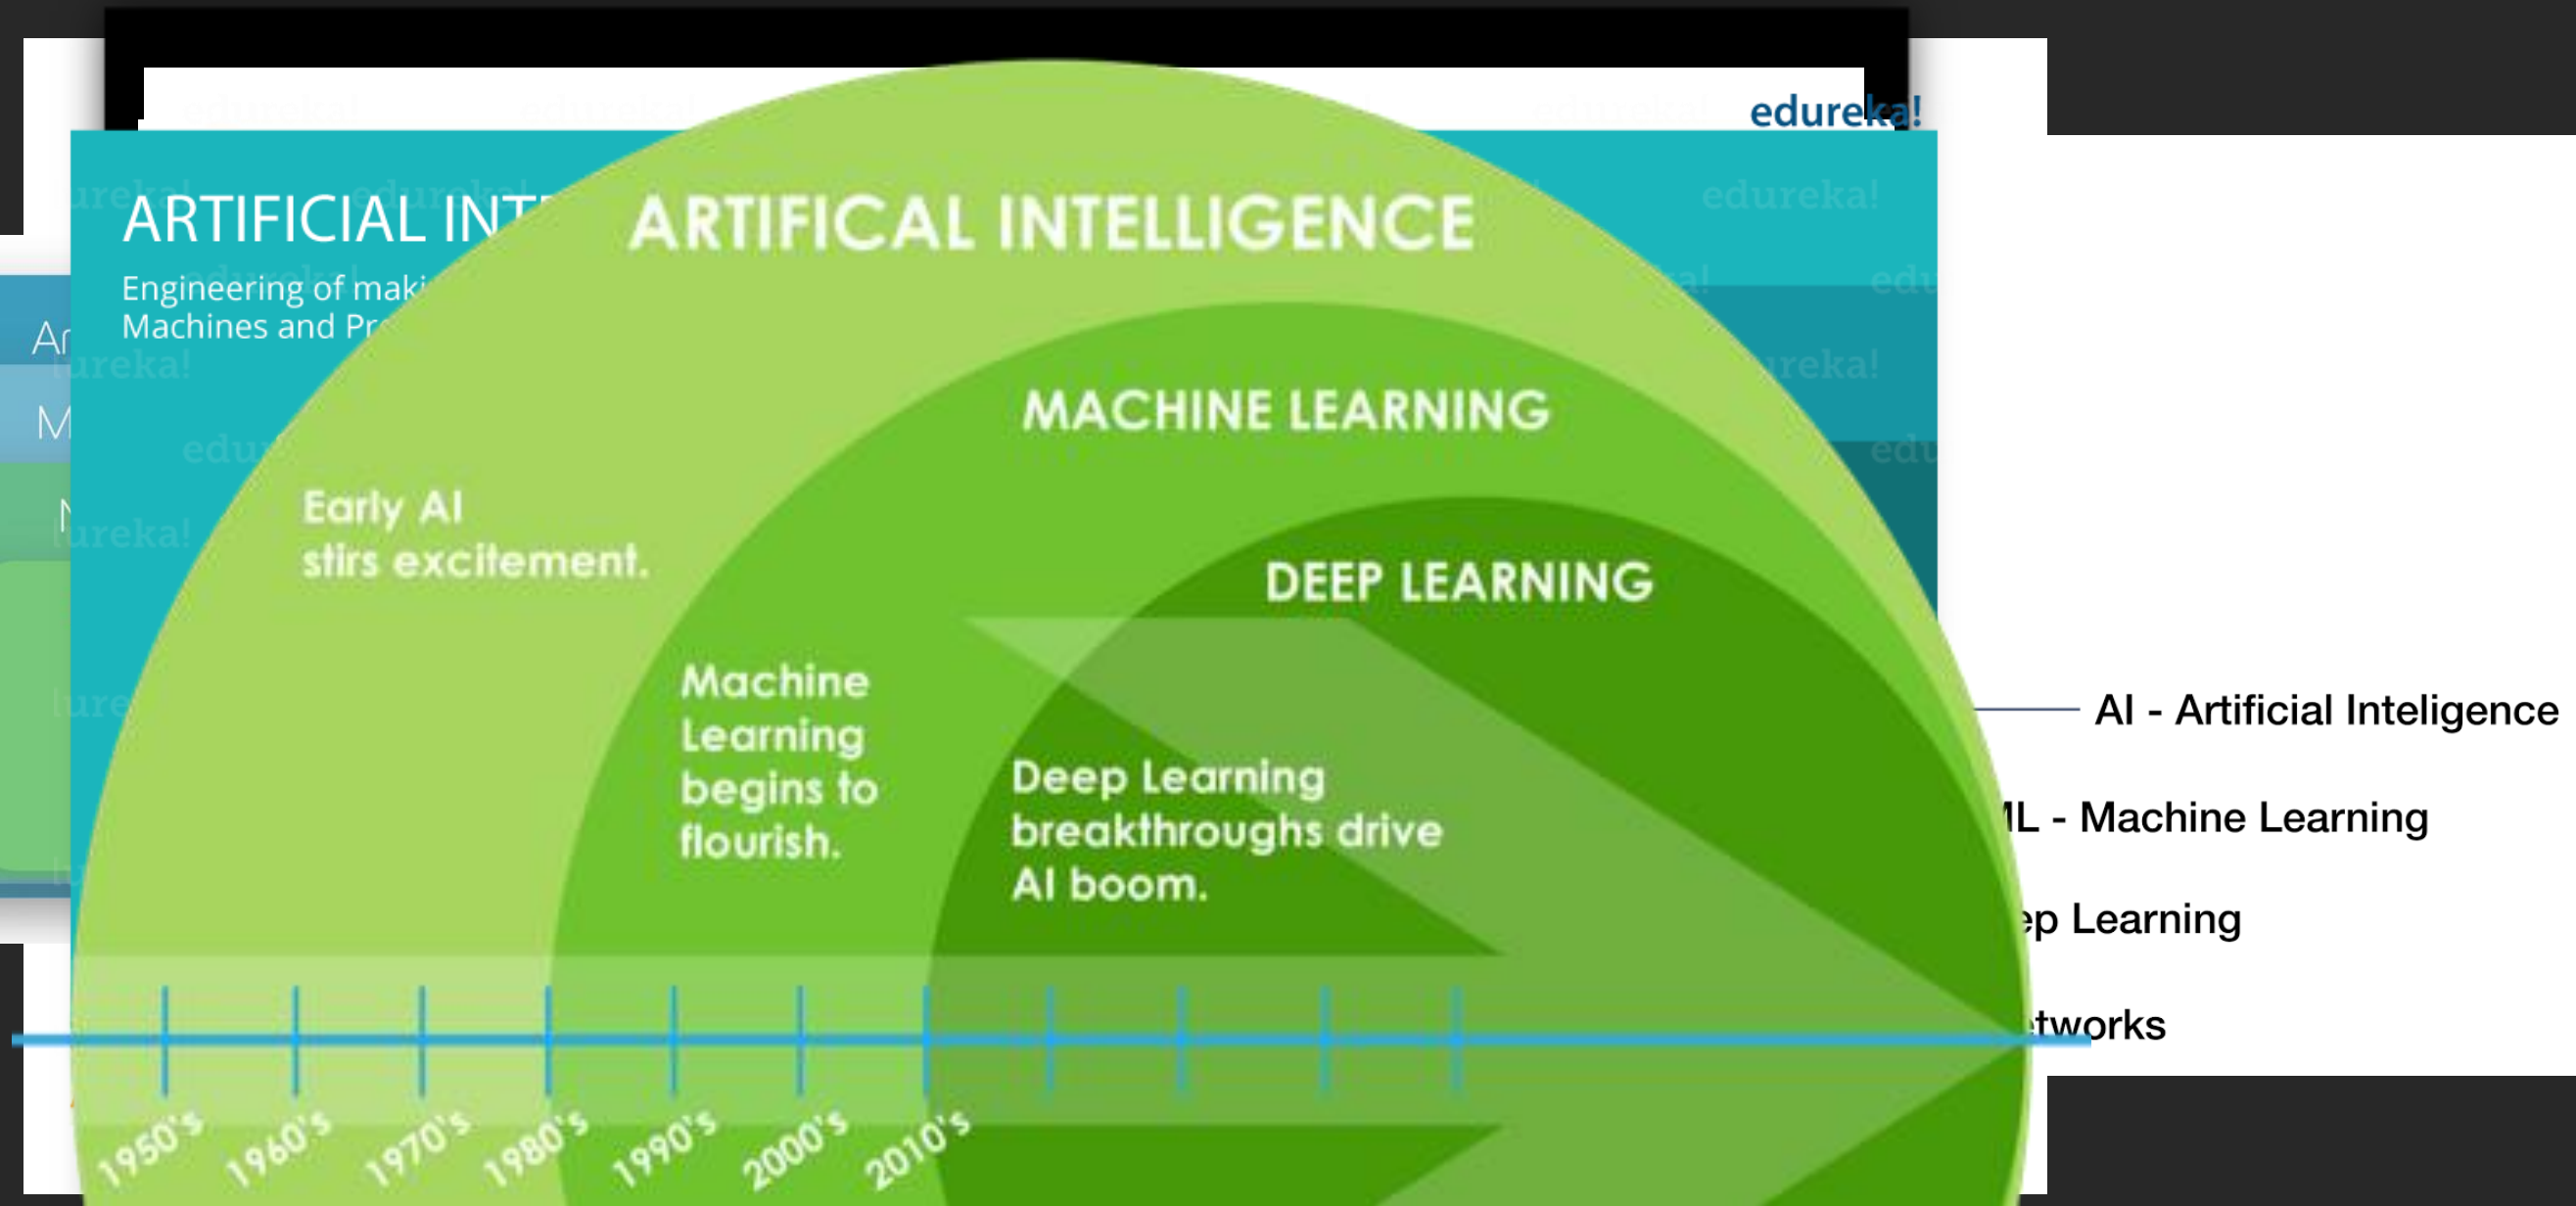 edureka!
ARTIFICIAL INT
Engineering of maki
Machines and Pr
ARTIFICAL INTELLIGENCE
MACHINE LEARNING
DEEP LEARNING
Early AI
stirs excitement.
Machine
Learning
begins to
flourish.
Deep Learning
breakthroughs drive
AI boom.
AI - Artificial Inteligence
L - Machine Learning
ep Learning
tworks
1950's
1960's
1970's
1980's
1990's
2000's
2010's